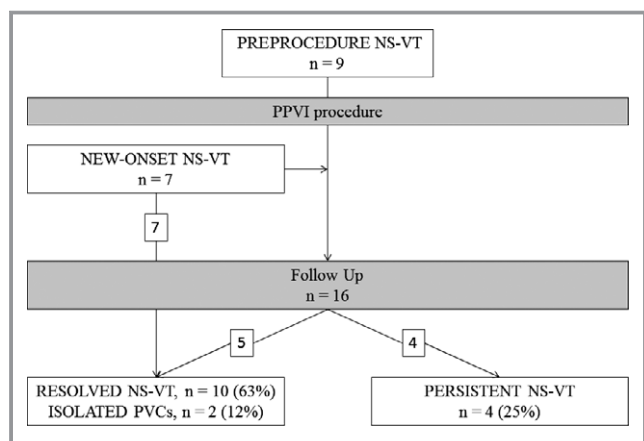 PREPROCEDURE NS-VT
n = 9
PPVI procedure
NEW-ONSET NS-VT
n = 7
7
Follow Up
n = 16
5
4
RESOLVED NS-VT, n = 10 (63%)
ISOLATED PVCs, n = 2 (12%)
PERSISTENT NS-VT
n = 4 (25%)